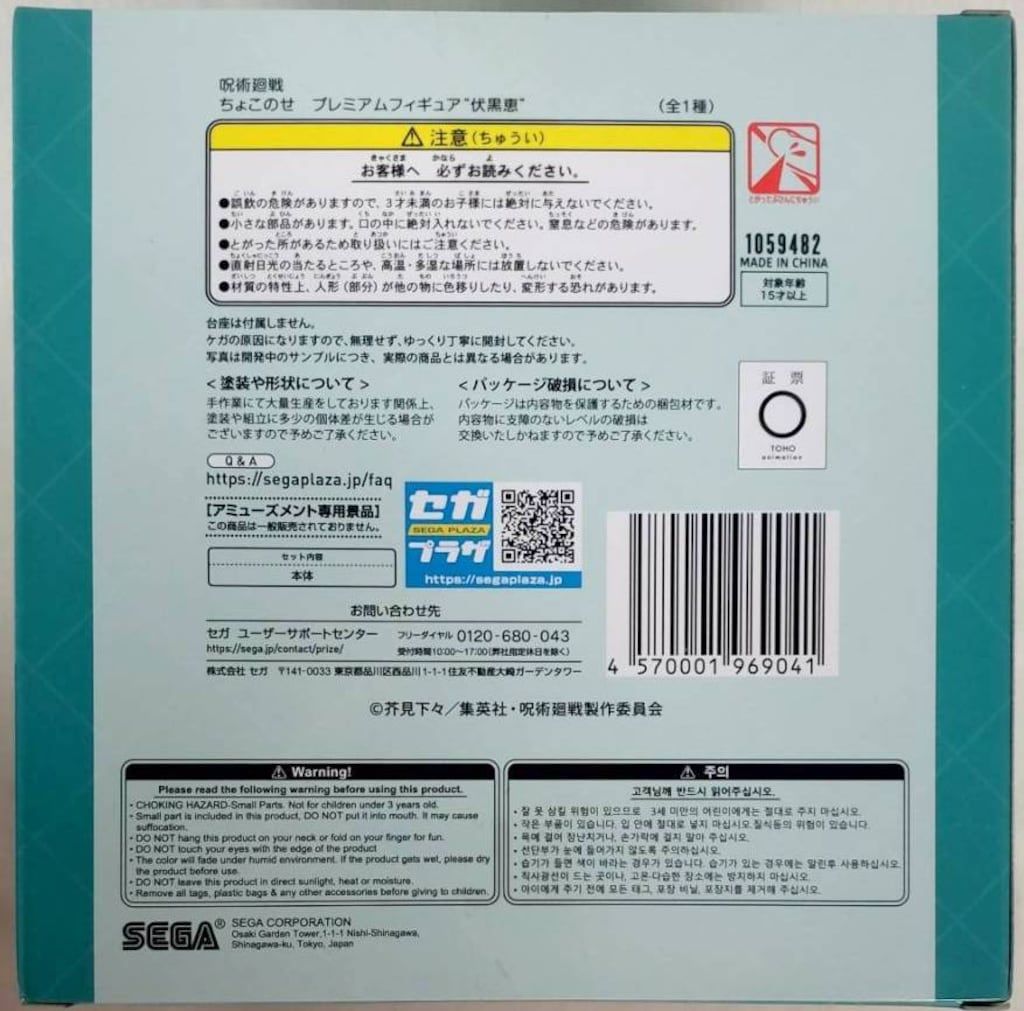 呪術廻戦
ちょこのせ　プレミアムフィギュア"伏黒恵"　（全1種）
⚠注意(ちゅうい)
お客様へ　必ずお読みください。
●誤飲の危険がありますので、3才未満のお子様には絶対に与えないでください。
●小さな部品があります。口の中に絶対入れないでください。窒息などの危険があります。
●とがった所があるため取り扱いにはご注意ください。
●直射日光の当たるところや、高温・多湿な場所には放置しないでください。
●材質の特性上、人形(部分)が他の物に色移りしたり、変形する恐れがあります。
とがったぶひんにちゅうい
1059482
MADE IN CHINA
対象年齢
15才以上
台座は付属しません。
ケガの原因になりますので、無理せず、ゆっくり丁寧に開封してください。
写真は開発中のサンプルにつき、実際の商品とは異なる場合があります。
＜塗装や形状について＞
手作業にて大量生産をしております関係上、
塗装や組立に多少の個体差が生じる場合が
ございますので予めご了承ください。
＜パッケージ破損について＞
パッケージは内容物を保護するための梱包材です。
内容物に支障のないレベルの破損は
交換いたしかねますので予めご了承ください。
証票
TOHO
animation
Q&A
https://segaplaza.jp/faq
【アミューズメント専用景品】
この商品は一般販売されておりません。
セット内容
本体
セガ
SEGA PLAZA
プラザ
https://segaplaza.jp
お問い合わせ先
セガ ユーザーサポートセンター　フリーダイヤル 0120-680-043
https://sega.jp/contact/prize/　受付時間10:00〜17:00(弊社指定休日を除く)
株式会社 セガ　〒141-0033 東京都品川区西品川1-1-1住友不動産大崎ガーデンタワー
4 570001 969041
©芥見下々／集英社・呪術廻戦製作委員会
⚠ Warning!
Please read the following warning before using this product.
・CHOKING HAZARD-Small Parts. Not for children under 3 years old.
・Small part is included in this product, DO NOT put it into mouth. It may cause
suffocation.
・DO NOT hang this product on your neck or fold on your finger for fun.
・DO NOT touch your eyes with the edge of the product
・The color will fade under humid environment. If the product gets wet, please dry
the product before use.
・DO NOT leave this product in direct sunlight, heat or moisture.
・Remove all tags, plastic bags & any other accessories before giving to children.
⚠ 주의
고객님께 반드시 읽어주십시오.
・잘 못 삼킬 위험이 있으므로 3세 미만의 어린이에게는 절대로 주지 마십시오.
・작은 부품이 있습니다. 입 안에 절대로 넣지 마십시오.질식등의 위험이 있습니다.
・목에 걸어 장난치거나, 손가락에 걸지 말아 주십시오.
・선단부가 눈에 들어가지 않도록 주의하십시오.
・습기가 들면 색이 바라는 경우가 있습니다. 습기가 있는 경우에는 말린후 사용하십시오.
・직사광선이 드는 곳이나, 고온·다습한 장소에는 방치하지 마십시오.
・아이에게 주기 전에 모든 태그, 포장 비닐, 포장지를 제거해 주십시오.
SEGA®
SEGA CORPORATION
Osaki Garden Tower,1-1-1 Nishi-Shinagawa,
Shinagawa-ku, Tokyo, Japan